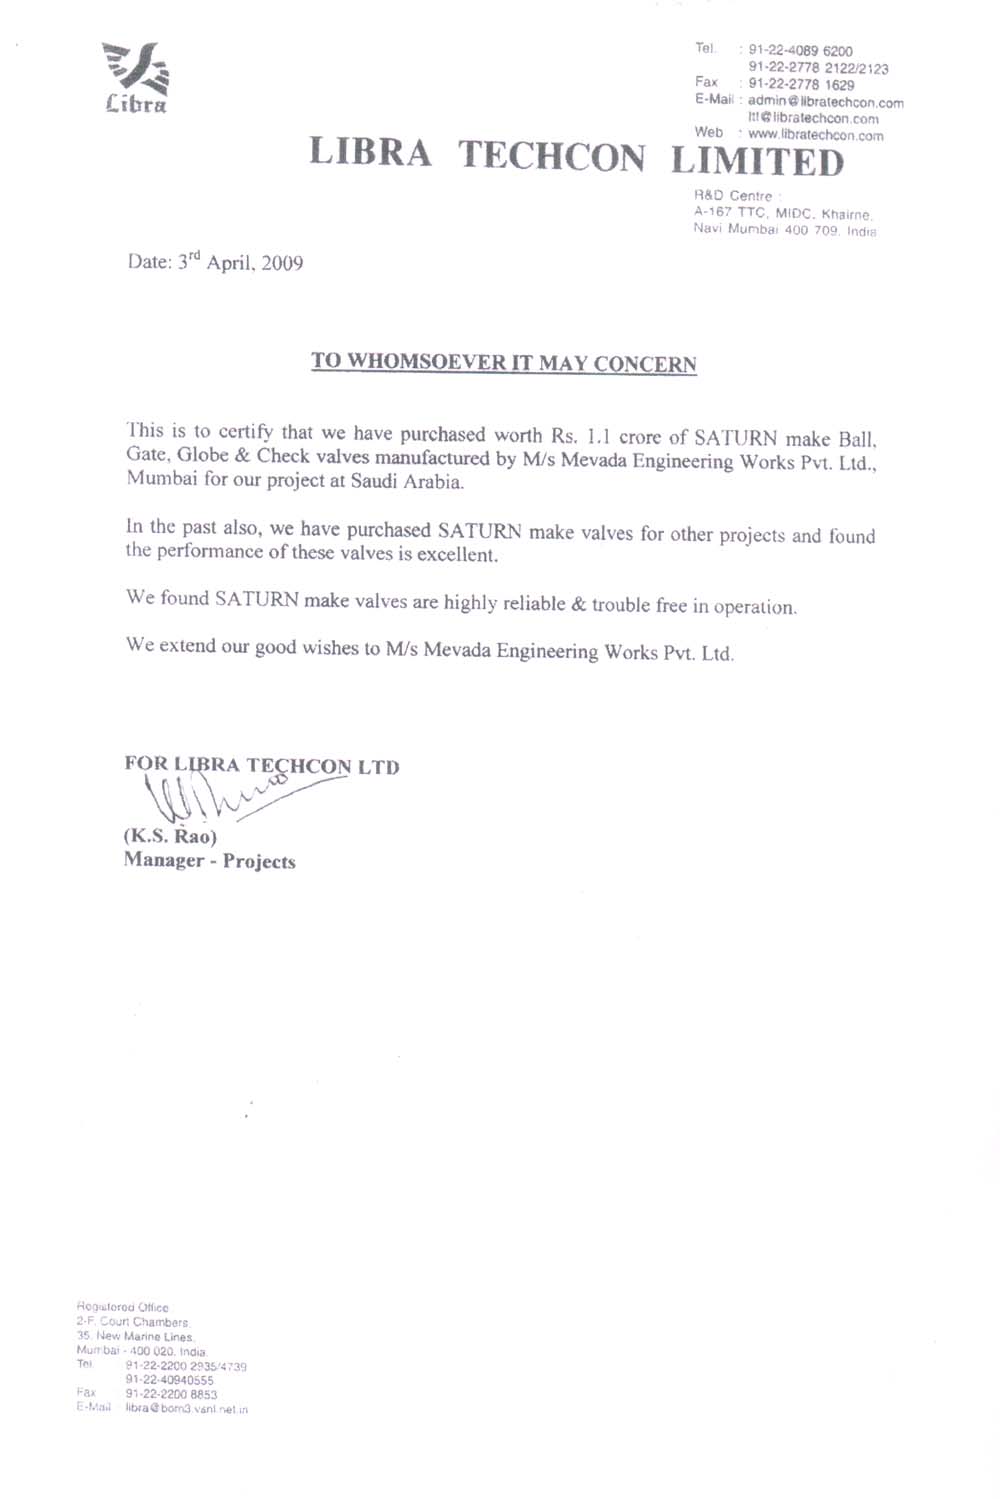 Libra
Tel. : 91-22-4089 6200
91-22-2778 2122/2123
Fax : 91-22-2778 1629
E-Mail : admin@libratechcon.com
ltl@libratechcon.com
Web : www.libratechcon.com
LIBRA TECHCON LIMITED
R&D Centre :
A-167 TTC, MIDC, Khairne,
Navi Mumbai 400 709. India
Date: 3rd April, 2009
TO WHOMSOEVER IT MAY CONCERN
This is to certify that we have purchased worth Rs. 1.1 crore of SATURN make Ball,
Gate, Globe & Check valves manufactured by M/s Mevada Engineering Works Pvt. Ltd.,
Mumbai for our project at Saudi Arabia.
In the past also, we have purchased SATURN make valves for other projects and found
the performance of these valves is excellent.
We found SATURN make valves are highly reliable & trouble free in operation.
We extend our good wishes to M/s Mevada Engineering Works Pvt. Ltd.
FOR LIBRA TECHCON LTD
(K.S. Rao)
Manager - Projects
Registered Office
2-F, Court Chambers,
35, New Marine Lines,
Mumbai - 400 020. India.
Tel. : 91-22-2200 2935/4739
91-22-40940555
Fax : 91-22-2200 8853
E-Mail : libra@bom3.vsnl.net.in